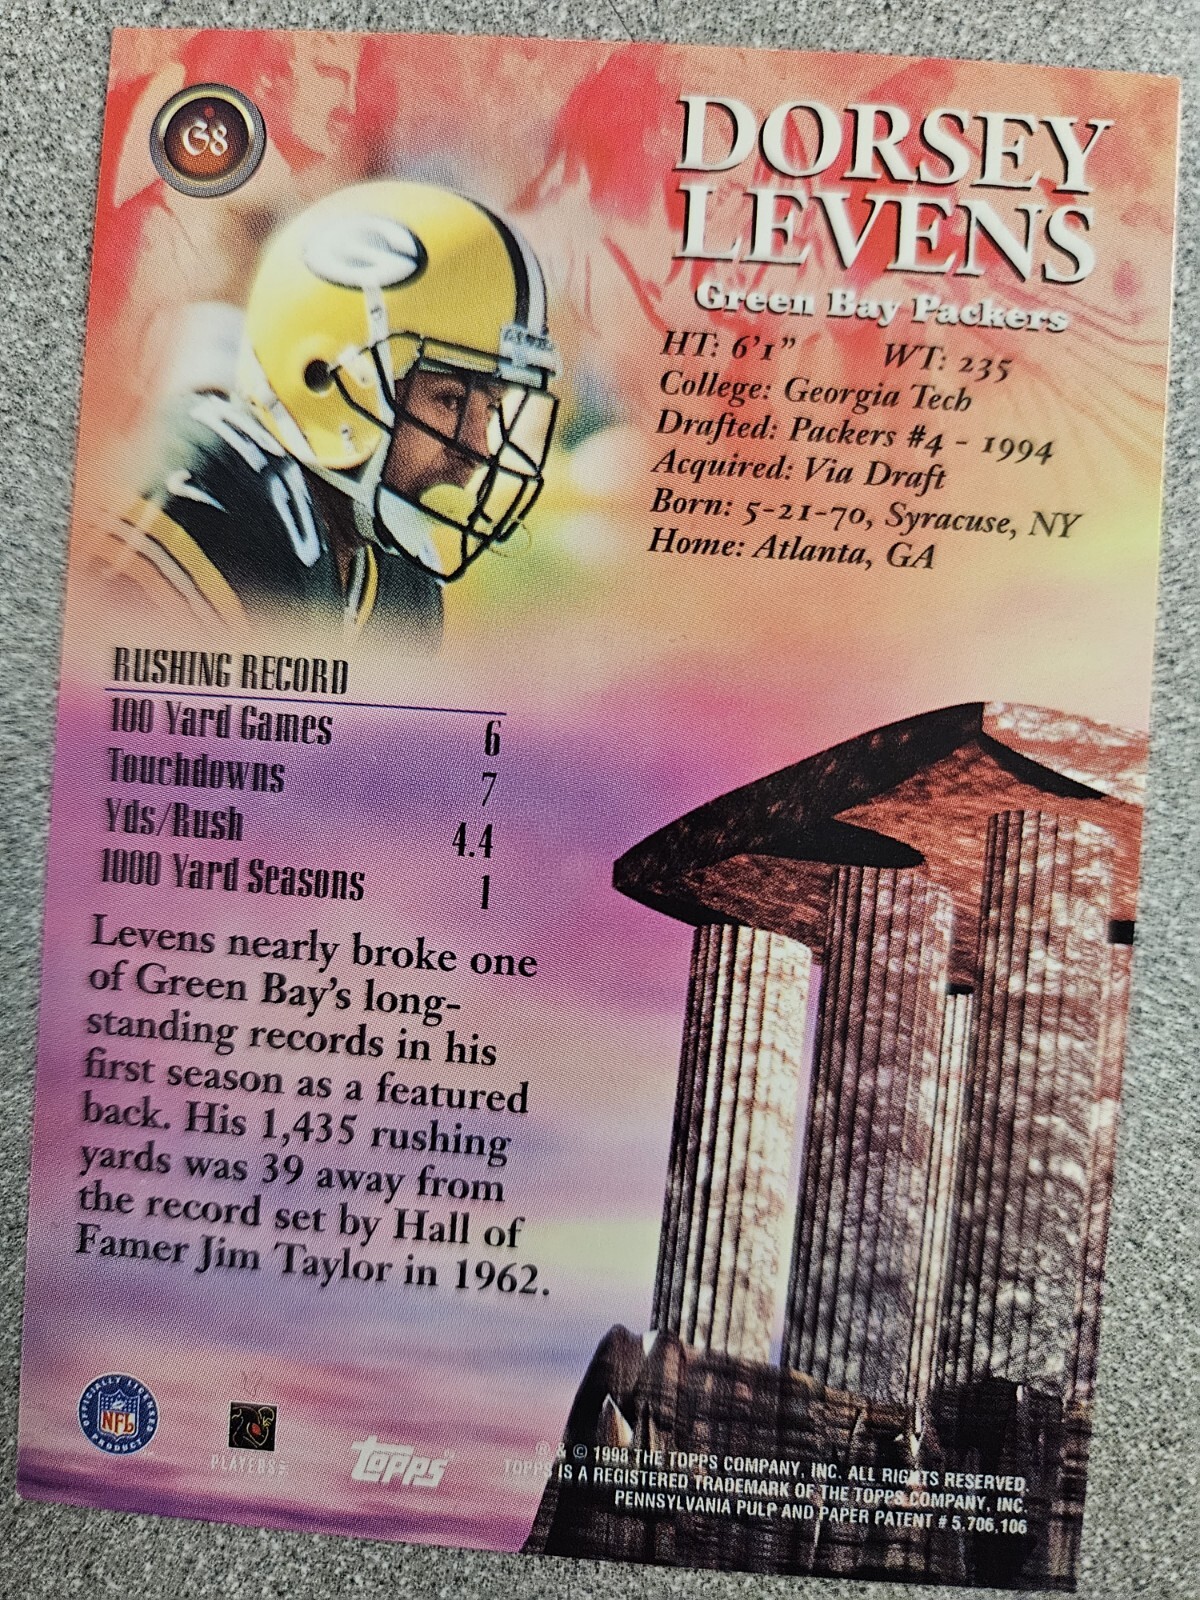 G8
DORSEY
LEVENS
Green Bay Packers
HT: 6'1" WT: 235
College: Georgia Tech
Drafted: Packers #4 - 1994
Acquired: Via Draft
Born: 5-21-70, Syracuse, NY
Home: Atlanta, GA
RUSHING RECORD
100 Yard Games 6
Touchdowns 7
Yds/Rush 4.4
1000 Yard Seasons 1
Levens nearly broke one
of Green Bay's long-
standing records in his
first season as a featured
back. His 1,435 rushing
yards was 39 away from
the record set by Hall of
Famer Jim Taylor in 1962.
OFFICIALLY LICENSED
NFL
PRODUCT
PLAYERS
topps
® & © 1998 THE TOPPS COMPANY, INC. ALL RIGHTS RESERVED.
TOPPS IS A REGISTERED TRADEMARK OF THE TOPPS COMPANY, INC.
PENNSYLVANIA PULP AND PAPER PATENT # 5,706,106